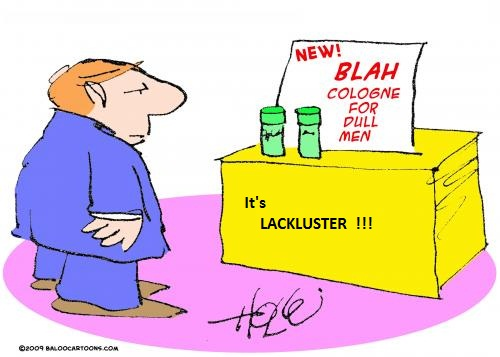 NEW!
BLAH
COLOGNE
FOR
DULL
MEN
It's
LACKLUSTER !!!
©2009 BALOOCARTOONS.COM